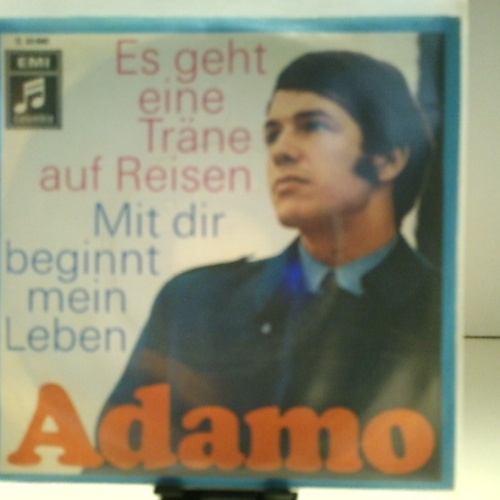 EMI
Columbia
Es geht
eine
Träne
auf Reisen
Mit dir
beginnt
mein
Leben
Adamo